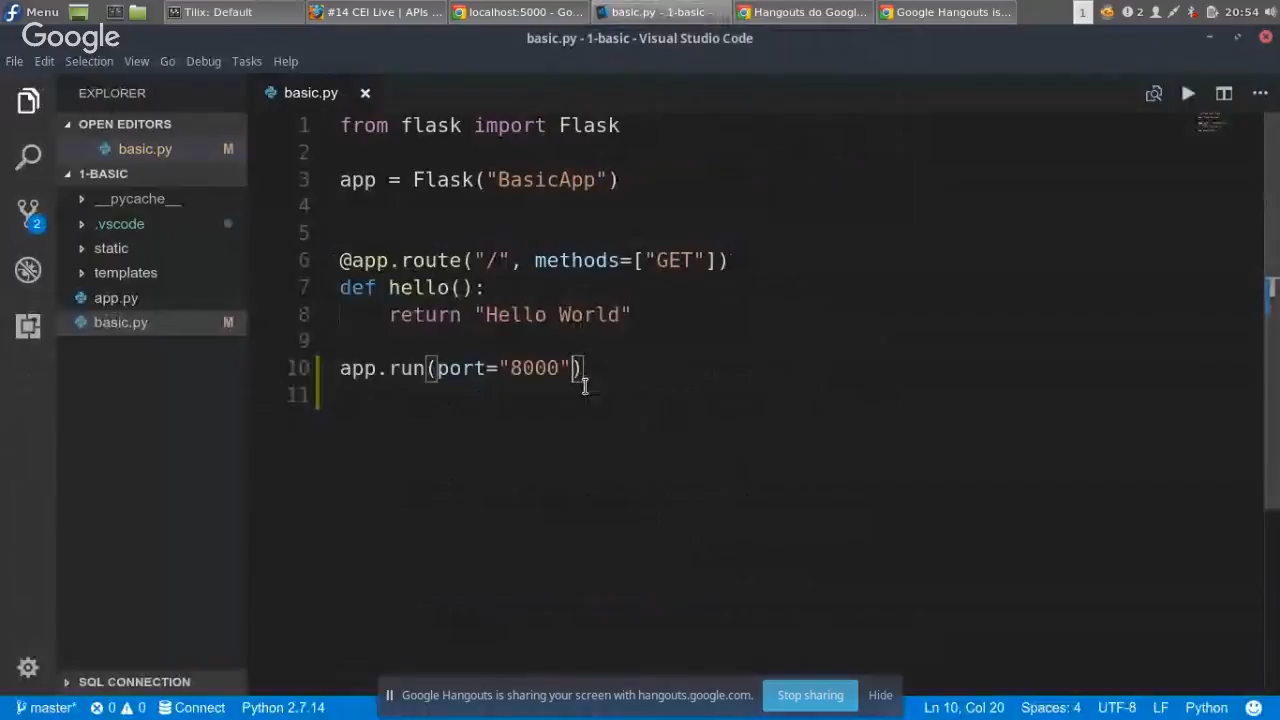 Menu Tilix: Default #14 CEI Live | APIs ... localhost:5000 - Go... basic.py - 1-basic - Hangouts do Googl... Google Hangouts is... 1 2 20:54
Google
basic.py - 1-basic - Visual Studio Code
File Edit Selection View Go Debug Tasks Help
EXPLORER
basic.py
OPEN EDITORS
basic.py M
1-BASIC
__pycache__
.vscode
static
templates
app.py
basic.py M
2
1 from flask import Flask
2
3 app = Flask("BasicApp")
4
5
6 @app.route("/", methods=["GET"])
7 def hello():
8 return "Hello World"
9
10 app.run(port="8000")
11
SQL CONNECTION
Google Hangouts is sharing your screen with hangouts.google.com. Stop sharing Hide
master* 0 0 Connect Python 2.7.14 Ln 10, Col 20 Spaces: 4 UTF-8 LF Python